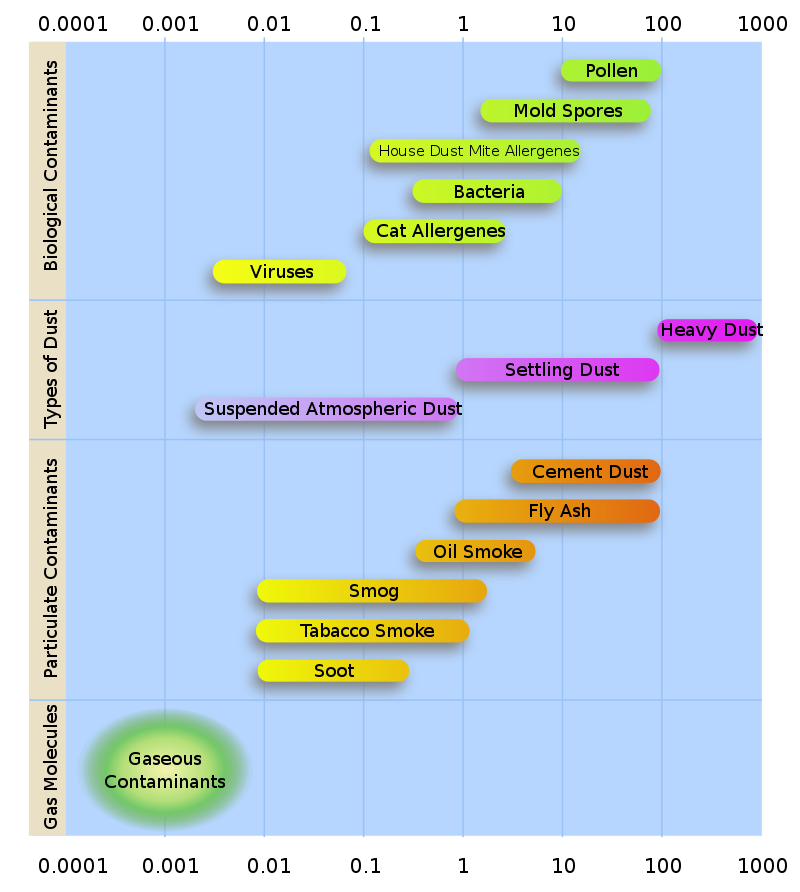 0.0001 0.001 0.01 0.1 1 10 100 1000
Biological Contaminants
Pollen
Mold Spores
House Dust Mite Allergenes
Bacteria
Cat Allergenes
Viruses
Types of Dust
Heavy Dust
Settling Dust
Suspended Atmospheric Dust
Particulate Contaminants
Cement Dust
Fly Ash
Oil Smoke
Smog
Tabacco Smoke
Soot
Gas Molecules
Gaseous
Contaminants
0.0001 0.001 0.01 0.1 1 10 100 1000